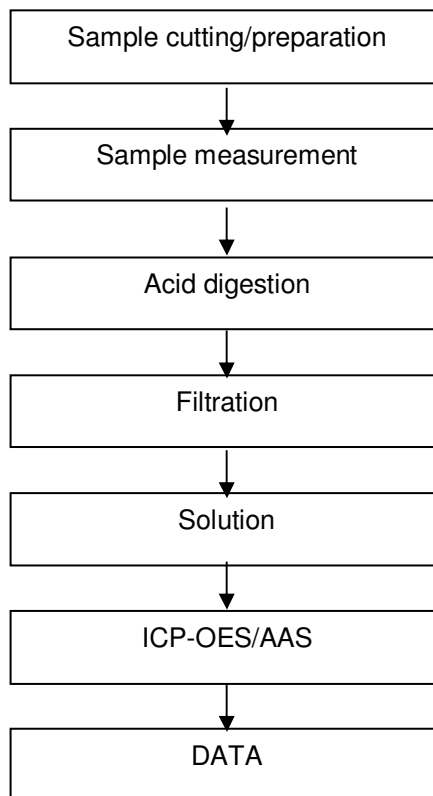 Sample cutting/preparation
Sample measurement
Acid digestion
Filtration
Solution
ICP-OES/AAS
DATA